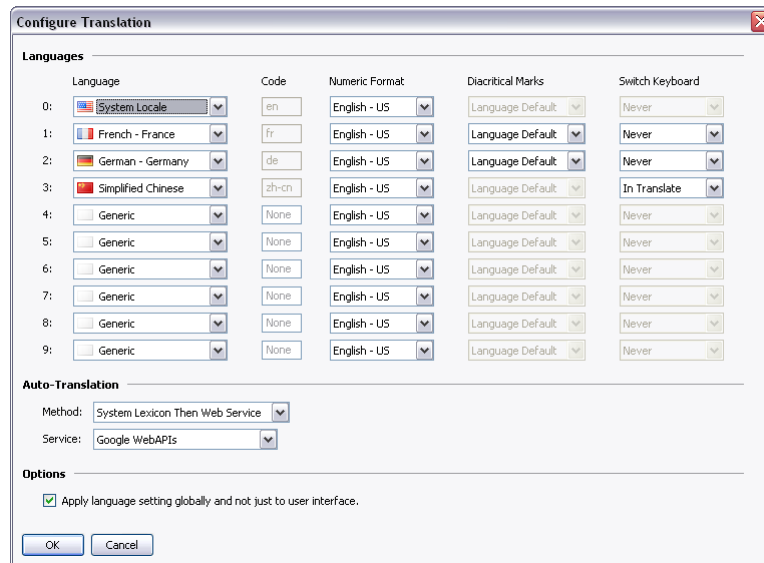 Configure Translation
Languages
Language Code Numeric Format Diacritical Marks Switch Keyboard
0: System Locale en English - US Language Default Never
1: French - France fr English - US Language Default Never
2: German - Germany de English - US Language Default Never
3: Simplified Chinese zh-cn English - US Language Default In Translate
4: Generic None English - US Language Default Never
5: Generic None English - US Language Default Never
6: Generic None English - US Language Default Never
7: Generic None English - US Language Default Never
8: Generic None English - US Language Default Never
9: Generic None English - US Language Default Never
Auto-Translation
Method: System Lexicon Then Web Service
Service: Google WebAPIs
Options
Apply language setting globally and not just to user interface.
OK Cancel